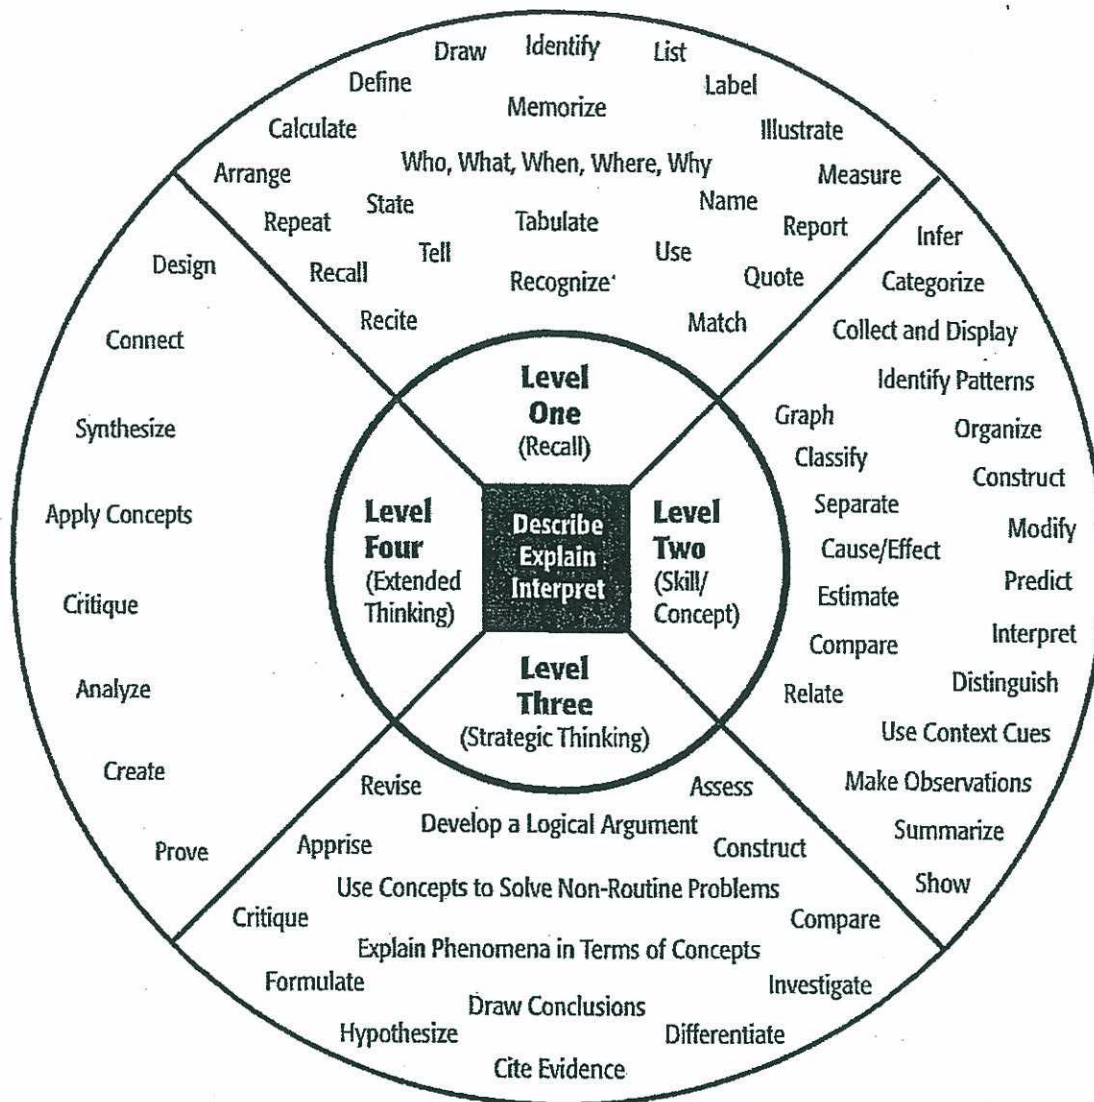 Draw
Identify
List
Define
Label
Memorize
Calculate
Illustrate
Who, What, When, Where, Why
Arrange
Measure
State
Name
Repeat
Tabulate
Report
Tell
Use
Recall
Recognize
Quote
Recite
Match
Level
One
(Recall)
Infer
Categorize
Collect and Display
Identify Patterns
Graph
Organize
Classify
Construct
Separate
Modify
Cause/Effect
Predict
Estimate
Interpret
Compare
Distinguish
Relate
Use Context Cues
Make Observations
Summarize
Show
Level
Two
(Skill/
Concept)
Describe
Explain
Interpret
Level
Three
(Strategic Thinking)
Revise
Assess
Develop a Logical Argument
Apprise
Construct
Use Concepts to Solve Non-Routine Problems
Critique
Compare
Explain Phenomena in Terms of Concepts
Formulate
Investigate
Draw Conclusions
Hypothesize
Differentiate
Cite Evidence
Level
Four
(Extended
Thinking)
Design
Connect
Synthesize
Apply Concepts
Critique
Analyze
Create
Prove